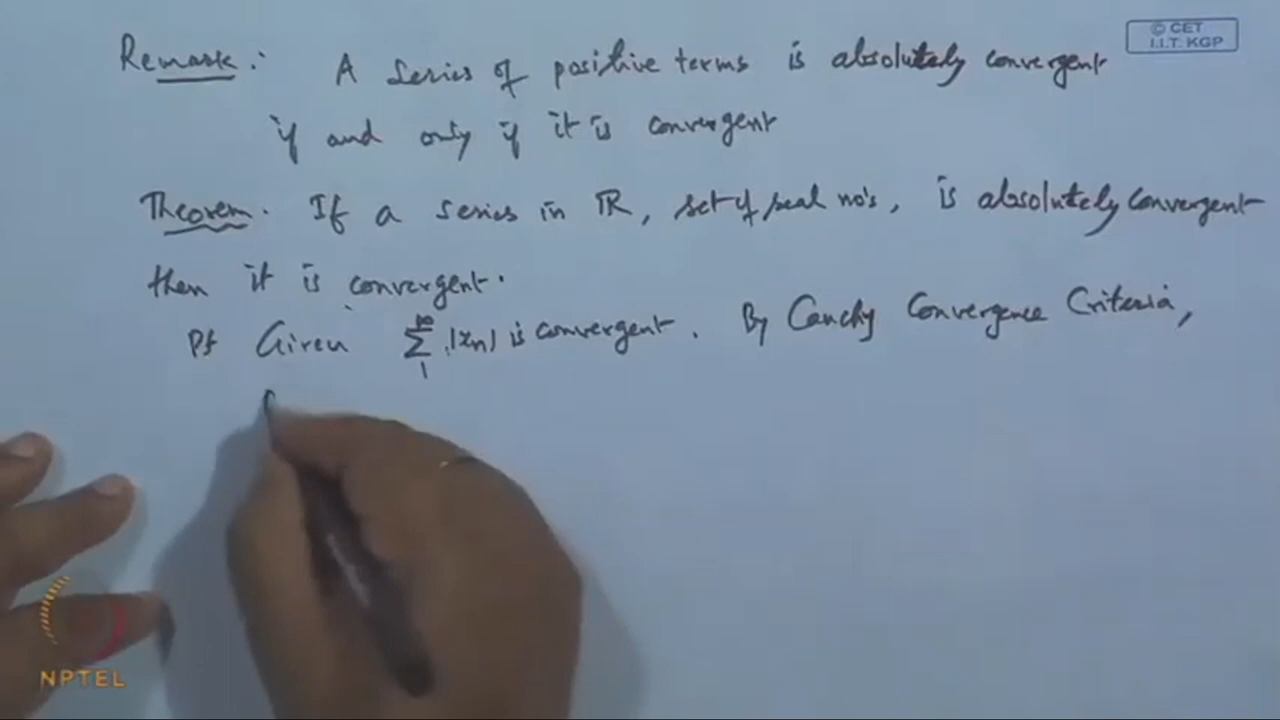 © CET
I.I.T. KGP
Remark: A series of positive terms is absolutely convergent
if and only if it is convergent
Theorem. If a series in ℝ, set of real no's, is absolutely convergent
then it is convergent.
Pf Given ∑₁^∞ |xn| is convergent. By Cauchy Convergence Criteria,
NPTEL